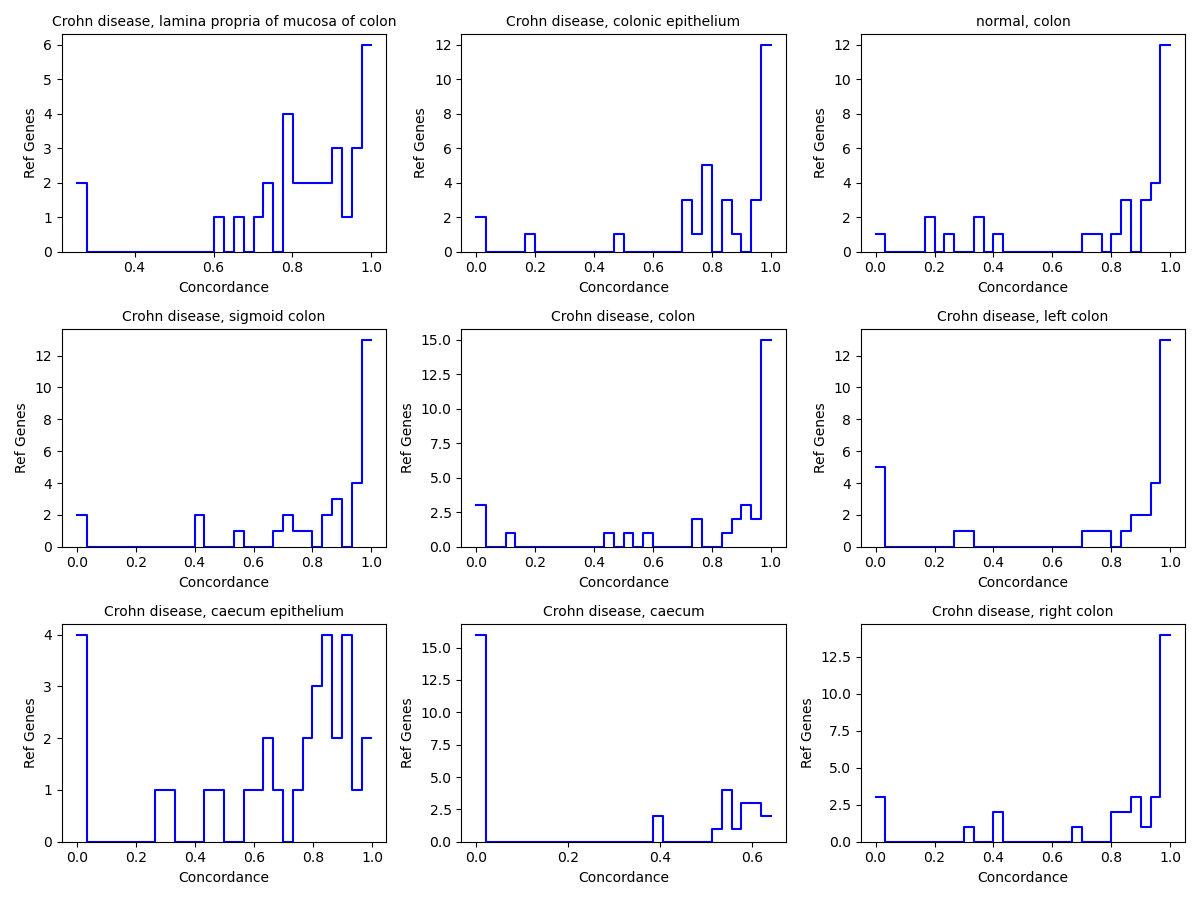 Crohn disease, lamina propria of mucosa of colon
Ref Genes
6
5
4
3
2
1
0
0.4 0.6 0.8 1.0
Concordance
Crohn disease, colonic epithelium
Ref Genes
12
10
8
6
4
2
0
0.0 0.2 0.4 0.6 0.8 1.0
Concordance
normal, colon
Ref Genes
12
10
8
6
4
2
0
0.0 0.2 0.4 0.6 0.8 1.0
Concordance
Crohn disease, sigmoid colon
Ref Genes
12
10
8
6
4
2
0
0.0 0.2 0.4 0.6 0.8 1.0
Concordance
Crohn disease, colon
Ref Genes
15.0
12.5
10.0
7.5
5.0
2.5
0.0
0.0 0.2 0.4 0.6 0.8 1.0
Concordance
Crohn disease, left colon
Ref Genes
12
10
8
6
4
2
0
0.0 0.2 0.4 0.6 0.8 1.0
Concordance
Crohn disease, caecum epithelium
Ref Genes
4
3
2
1
0
0.0 0.2 0.4 0.6 0.8 1.0
Concordance
Crohn disease, caecum
Ref Genes
15.0
12.5
10.0
7.5
5.0
2.5
0.0
0.0 0.2 0.4 0.6
Concordance
Crohn disease, right colon
Ref Genes
12.5
10.0
7.5
5.0
2.5
0.0
0.0 0.2 0.4 0.6 0.8 1.0
Concordance